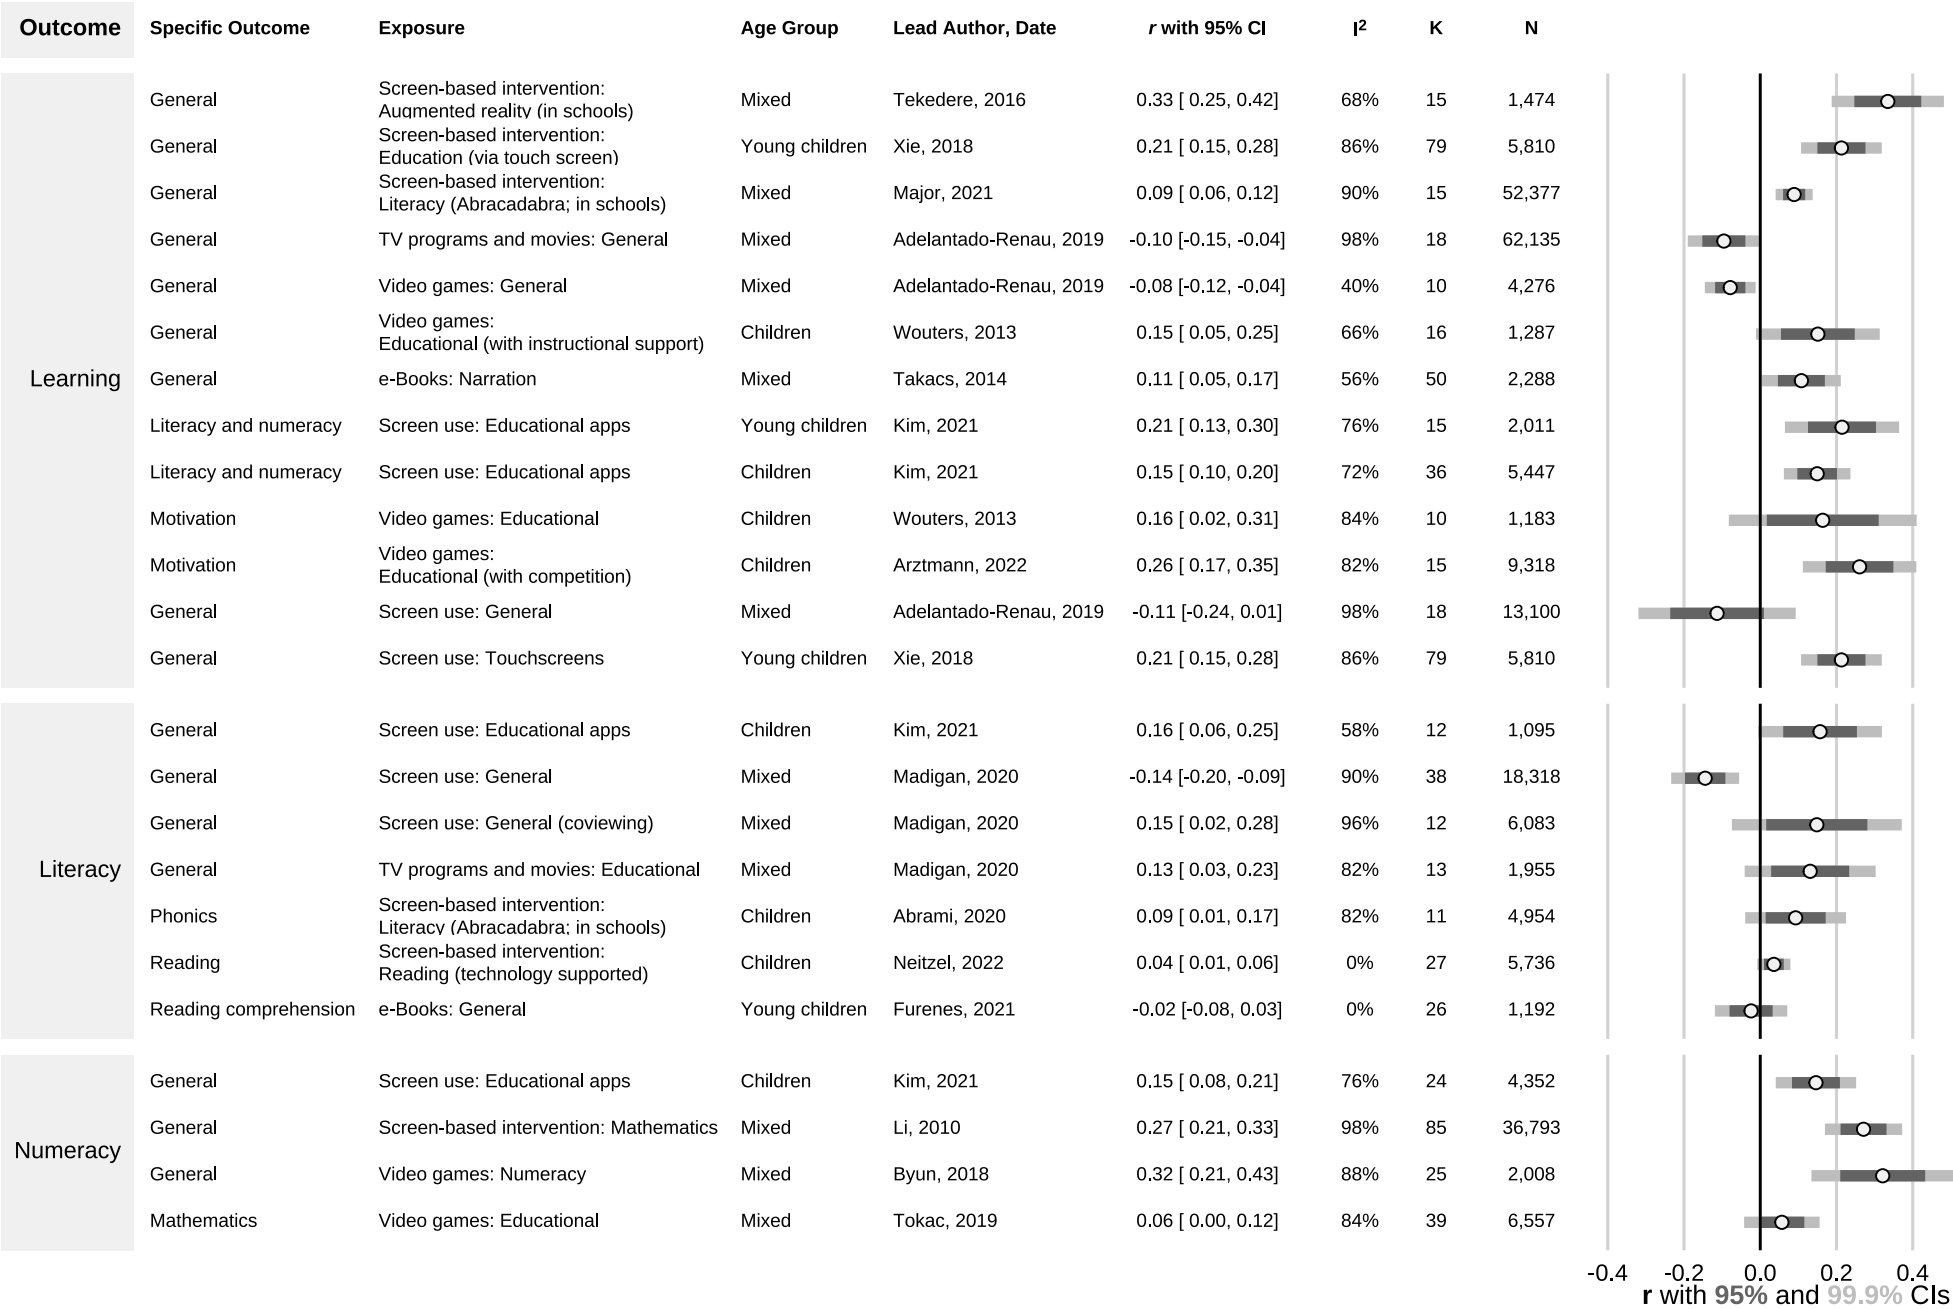 Outcome Specific Outcome Exposure Age Group Lead Author, Date r with 95% CI I² K N
Learning
General Screen-based intervention:
Augmented reality (in schools) Mixed Tekedere, 2016 0.33 [ 0.25, 0.42] 68% 15 1,474
General Screen-based intervention:
Education (via touch screen) Young children Xie, 2018 0.21 [ 0.15, 0.28] 86% 79 5,810
General Screen-based intervention:
Literacy (Abracadabra; in schools) Mixed Major, 2021 0.09 [ 0.06, 0.12] 90% 15 52,377
General TV programs and movies: General Mixed Adelantado-Renau, 2019 -0.10 [-0.15, -0.04] 98% 18 62,135
General Video games: General Mixed Adelantado-Renau, 2019 -0.08 [-0.12, -0.04] 40% 10 4,276
General Video games:
Educational (with instructional support) Children Wouters, 2013 0.15 [ 0.05, 0.25] 66% 16 1,287
General e-Books: Narration Mixed Takacs, 2014 0.11 [ 0.05, 0.17] 56% 50 2,288
Literacy and numeracy Screen use: Educational apps Young children Kim, 2021 0.21 [ 0.13, 0.30] 76% 15 2,011
Literacy and numeracy Screen use: Educational apps Children Kim, 2021 0.15 [ 0.10, 0.20] 72% 36 5,447
Motivation Video games: Educational Children Wouters, 2013 0.16 [ 0.02, 0.31] 84% 10 1,183
Motivation Video games:
Educational (with competition) Children Arztmann, 2022 0.26 [ 0.17, 0.35] 82% 15 9,318
General Screen use: General Mixed Adelantado-Renau, 2019 -0.11 [-0.24, 0.01] 98% 18 13,100
General Screen use: Touchscreens Young children Xie, 2018 0.21 [ 0.15, 0.28] 86% 79 5,810
Literacy
General Screen use: Educational apps Children Kim, 2021 0.16 [ 0.06, 0.25] 58% 12 1,095
General Screen use: General Mixed Madigan, 2020 -0.14 [-0.20, -0.09] 90% 38 18,318
General Screen use: General (coviewing) Mixed Madigan, 2020 0.15 [ 0.02, 0.28] 96% 12 6,083
General TV programs and movies: Educational Mixed Madigan, 2020 0.13 [ 0.03, 0.23] 82% 13 1,955
Phonics Screen-based intervention:
Literacy (Abracadabra; in schools) Children Abrami, 2020 0.09 [ 0.01, 0.17] 82% 11 4,954
Reading Screen-based intervention:
Reading (technology supported) Children Neitzel, 2022 0.04 [ 0.01, 0.06] 0% 27 5,736
Reading comprehension e-Books: General Young children Furenes, 2021 -0.02 [-0.08, 0.03] 0% 26 1,192
Numeracy
General Screen use: Educational apps Children Kim, 2021 0.15 [ 0.08, 0.21] 76% 24 4,352
General Screen-based intervention: Mathematics Mixed Li, 2010 0.27 [ 0.21, 0.33] 98% 85 36,793
General Video games: Numeracy Mixed Byun, 2018 0.32 [ 0.21, 0.43] 88% 25 2,008
Mathematics Video games: Educational Mixed Tokac, 2019 0.06 [ 0.00, 0.12] 84% 39 6,557
-0.4 -0.2 0.0 0.2 0.4
r with 95% and 99.9% CIs